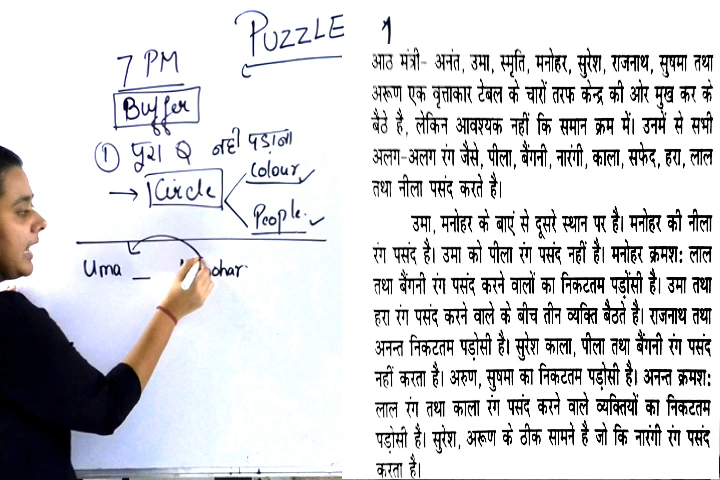 PUZZLE
7 PM
Buffer
① पुरा Q नही पडाना
→ Circle
Colour ✓
People ✓
Uma _
1
आठ मंत्री- अनंत, उमा, स्मृति, मनोहर, सुरेश, राजनाथ, सुषमा तथा
अरूण एक वृत्ताकार टेबल के चारों तरफ केन्द्र की ओर मुख कर के
बैठे है, लेकिन आवश्यक नहीं कि समान क्रम में। उनमें से सभी
अलग-अलग रंग जैसे, पीला, बैंगनी, नारंगी, काला, सफेद, हरा, लाल
तथा नीला पसंद करते है।
उमा, मनोहर के बाएं से दूसरे स्थान पर है। मनोहर की नीला
रंग पसंद है। उमा को पीला रंग पसंद नहीं है। मनोहर क्रमश: लाल
तथा बैंगनी रंग पसंद करने वालों का निकटतम पड़ोंसी है। उमा तथा
हरा रंग पसंद करने वाले के बीच तीन व्यक्ति बैठते है। राजनाथ तथा
अनन्त निकटतम पड़ोसी है। सुरेश काला, पीला तथा बैंगनी रंग पसंद
नहीं करता है। अरुण, सुषमा का निकटतम पड़ोसी है। अनन्त क्रमश:
लाल रंग तथा काला रंग पसंद करने वाले व्यक्तियों का निकटतम
पड़ोसी है। सुरेश, अरूण के ठीक सामने है जो कि नारंगी रंग पसंद
करता है।